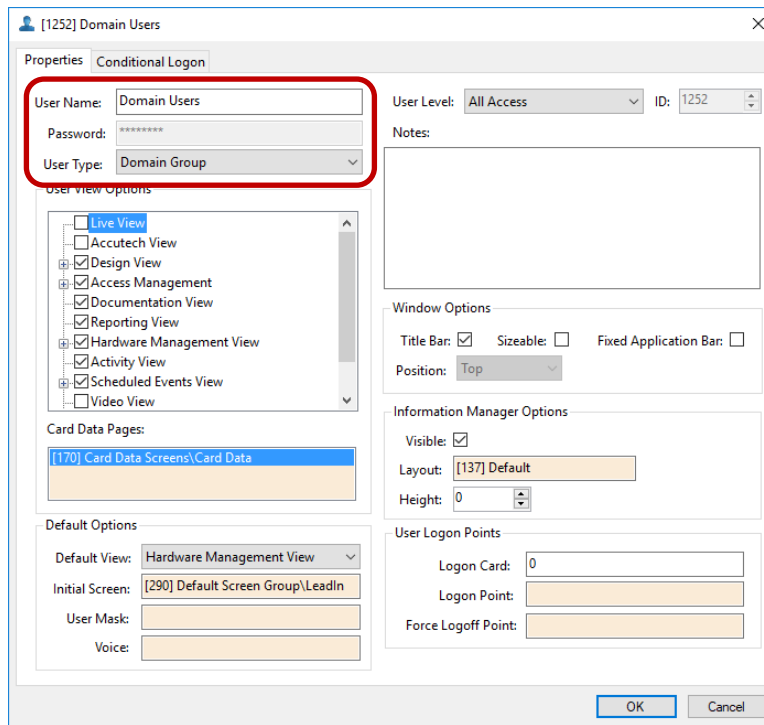 [1252] Domain Users
Properties
Conditional Logon
User Name: Domain Users
Password: ********
User Type: Domain Group
User View Options
Live View
Accutech View
Design View
Access Management
Documentation View
Reporting View
Hardware Management View
Activity View
Scheduled Events View
Video View
Card Data Pages:
[170] Card Data Screens\Card Data
Default Options
Default View: Hardware Management View
Initial Screen: [290] Default Screen Group\LeadIn
User Mask:
Voice:
User Level: All Access ID: 1252
Notes:
Window Options
Title Bar: Sizeable: Fixed Application Bar:
Position: Top
Information Manager Options
Visible:
Layout: [137] Default
Height: 0
User Logon Points
Logon Card: 0
Logon Point:
Force Logoff Point:
OK Cancel